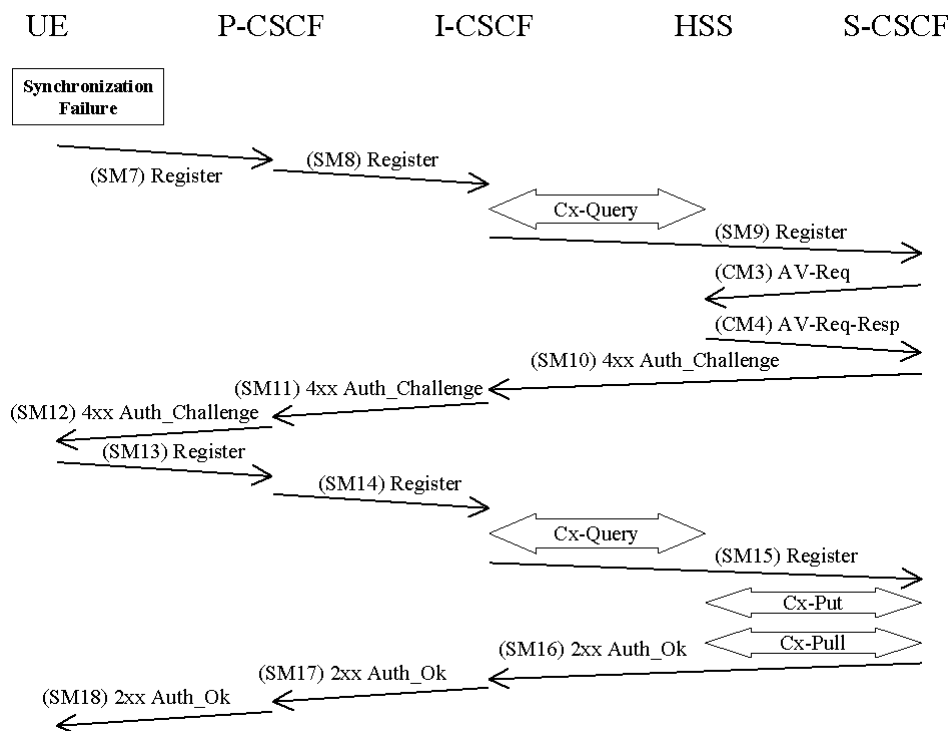 UE P-CSCF I-CSCF HSS S-CSCF
Synchronization
Failure
(SM7) Register
(SM8) Register
Cx-Query
(SM9) Register
(CM3) AV-Req
(CM4) AV-Req-Resp
(SM10) 4xx Auth_Challenge
(SM11) 4xx Auth_Challenge
(SM12) 4xx Auth_Challenge
(SM13) Register
(SM14) Register
Cx-Query
(SM15) Register
Cx-Put
Cx-Pull
(SM16) 2xx Auth_Ok
(SM17) 2xx Auth_Ok
(SM18) 2xx Auth_Ok